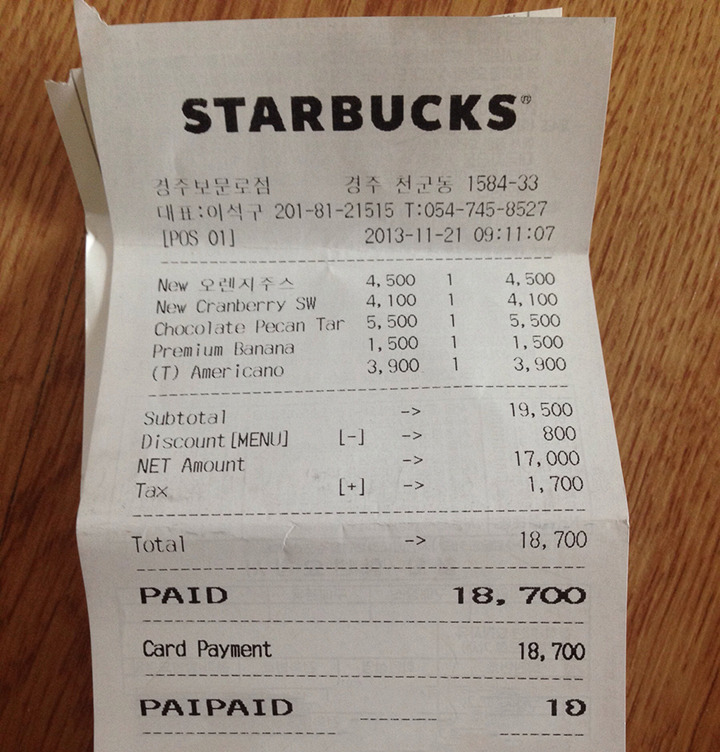 STARBUCKS®
경주보문로점 경주 천군동 1584-33
대표:이석구 201-81-21515 T:054-745-8527
[POS 01] 2013-11-21 09:11:07
New 오렌지주스 4,500 1 4,500
New Cranberry SW 4,100 1 4,100
Chocolate Pecan Tar 5,500 1 5,500
Premium Banana 1,500 1 1,500
(T) Americano 3,900 1 3,900
Subtotal -> 19,500
Discount[MENU] [-] -> 800
NET Amount -> 17,000
Tax [+] -> 1,700
Total -> 18,700
PAID 18,700
Card Payment 18,700
PAIPAID 10